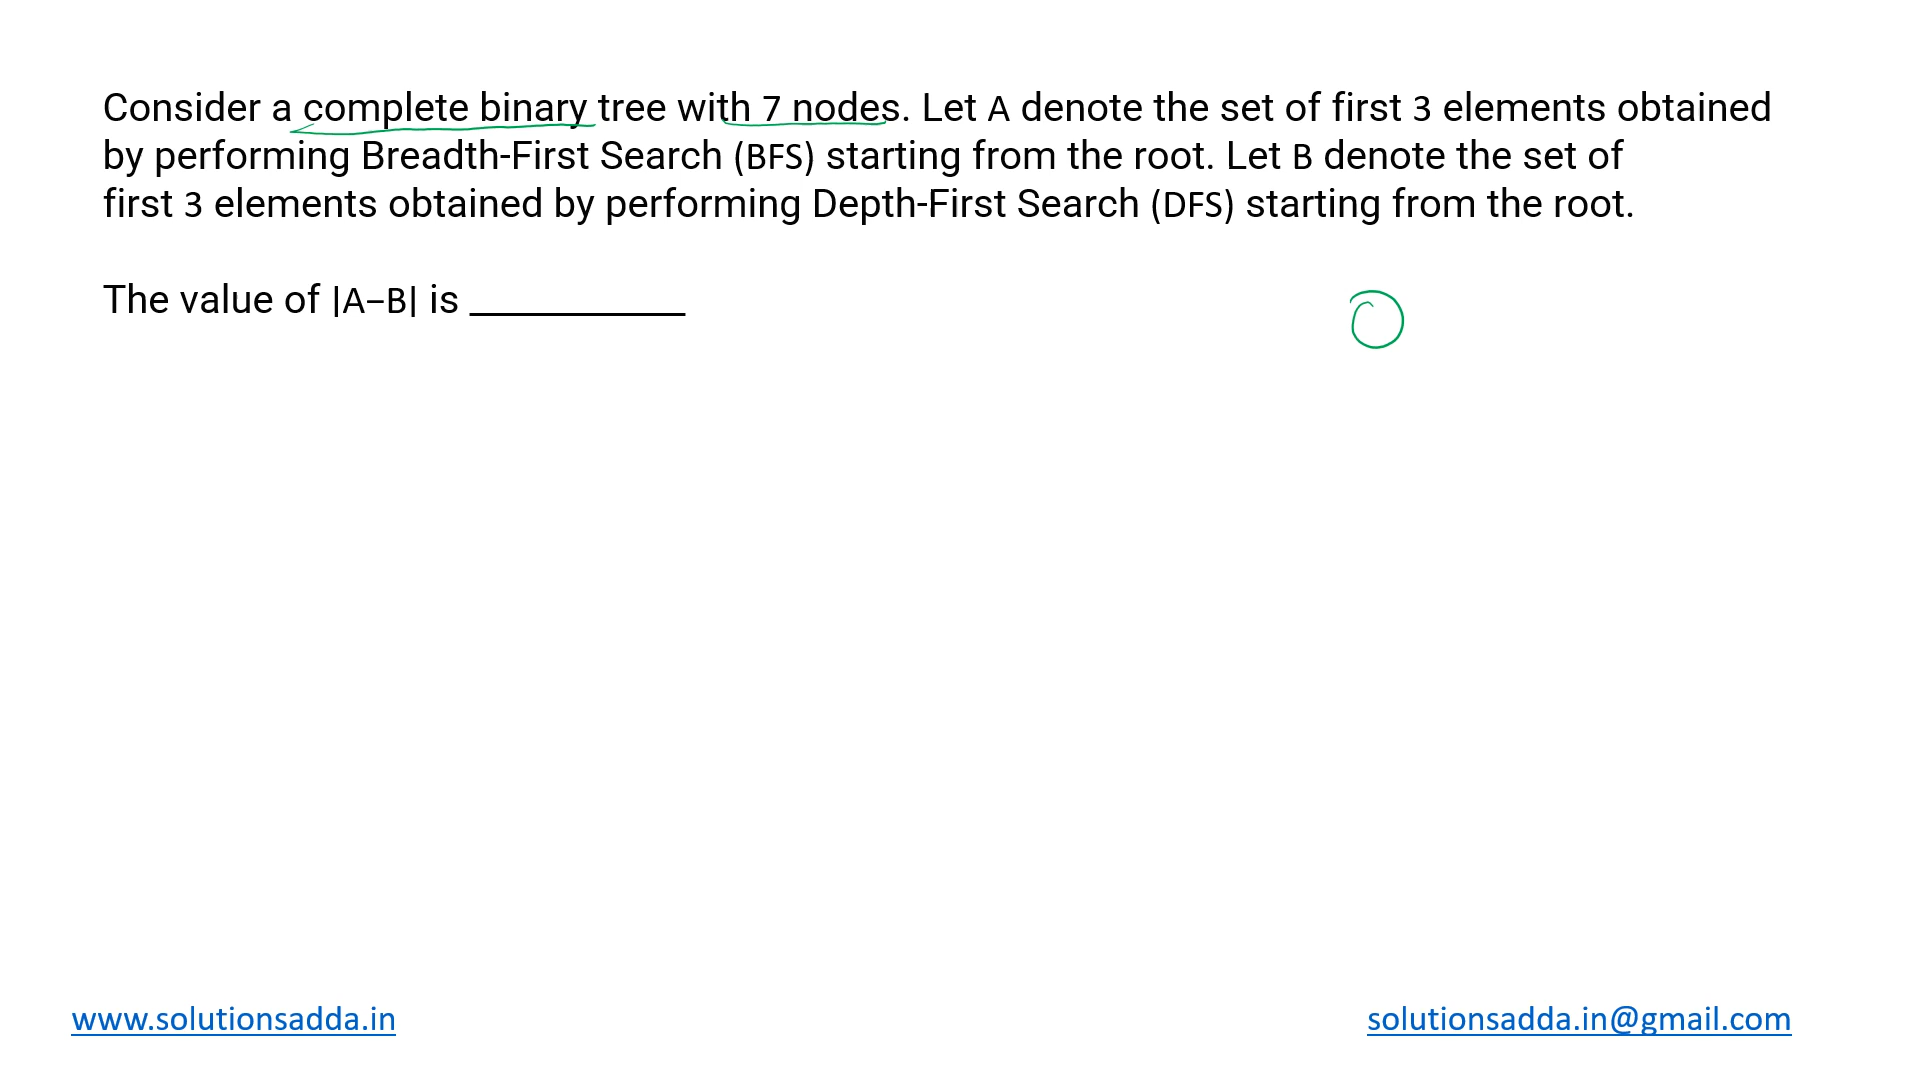 Consider a complete binary tree with 7 nodes. Let A denote the set of first 3 elements obtained
by performing Breadth-First Search (BFS) starting from the root. Let B denote the set of
first 3 elements obtained by performing Depth-First Search (DFS) starting from the root.
The value of |A−B| is ___________
www.solutionsadda.in
solutionsadda.in@gmail.com